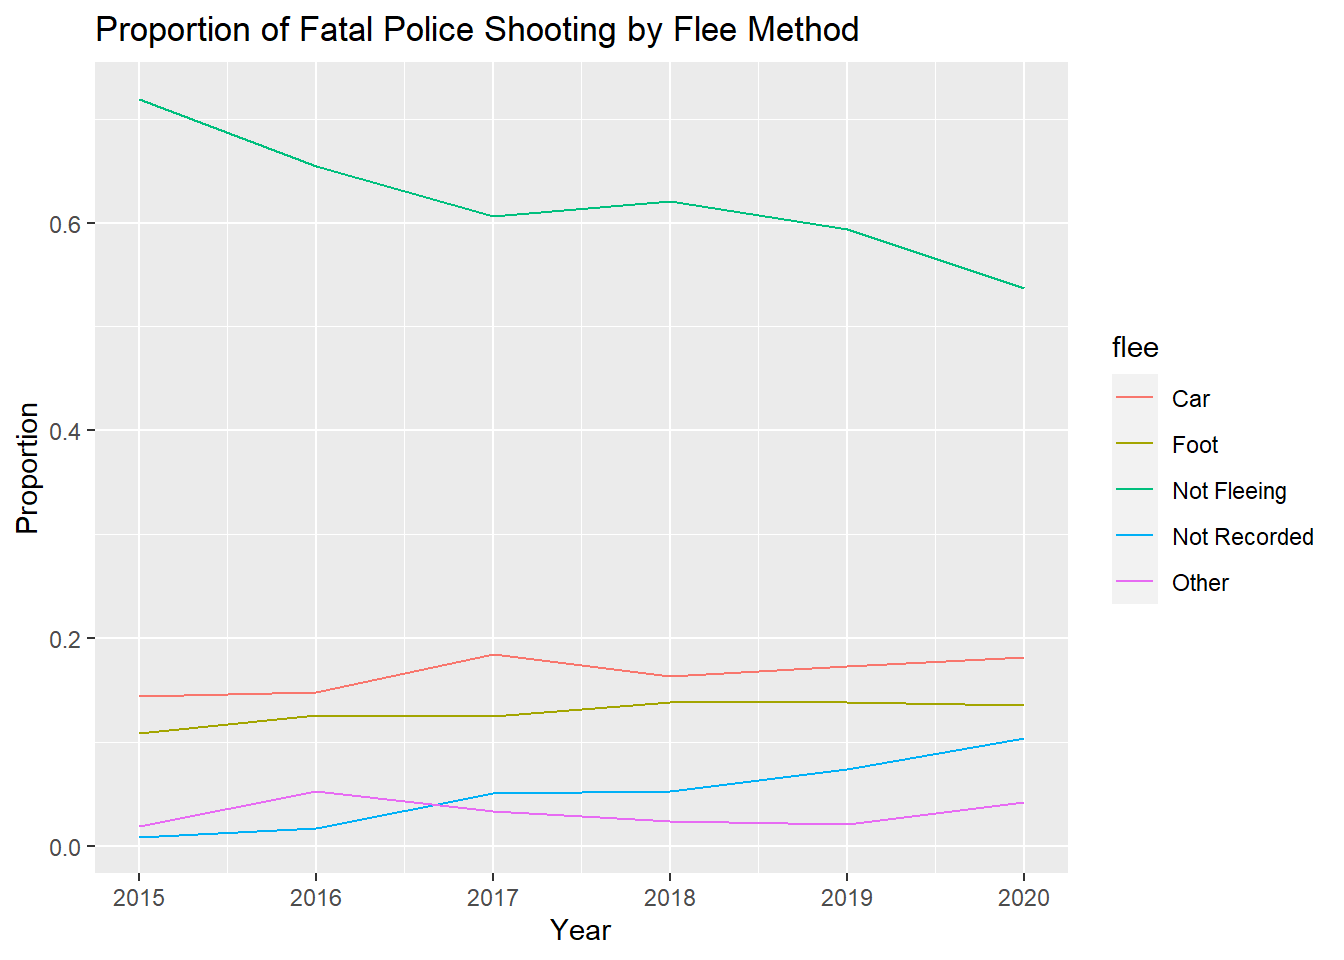 Proportion of Fatal Police Shooting by Flee Method
0.6
0.4
0.2
0.0
Proportion
2015 2016 2017 2018 2019 2020
Year
flee
Car
Foot
Not Fleeing
Not Recorded
Other